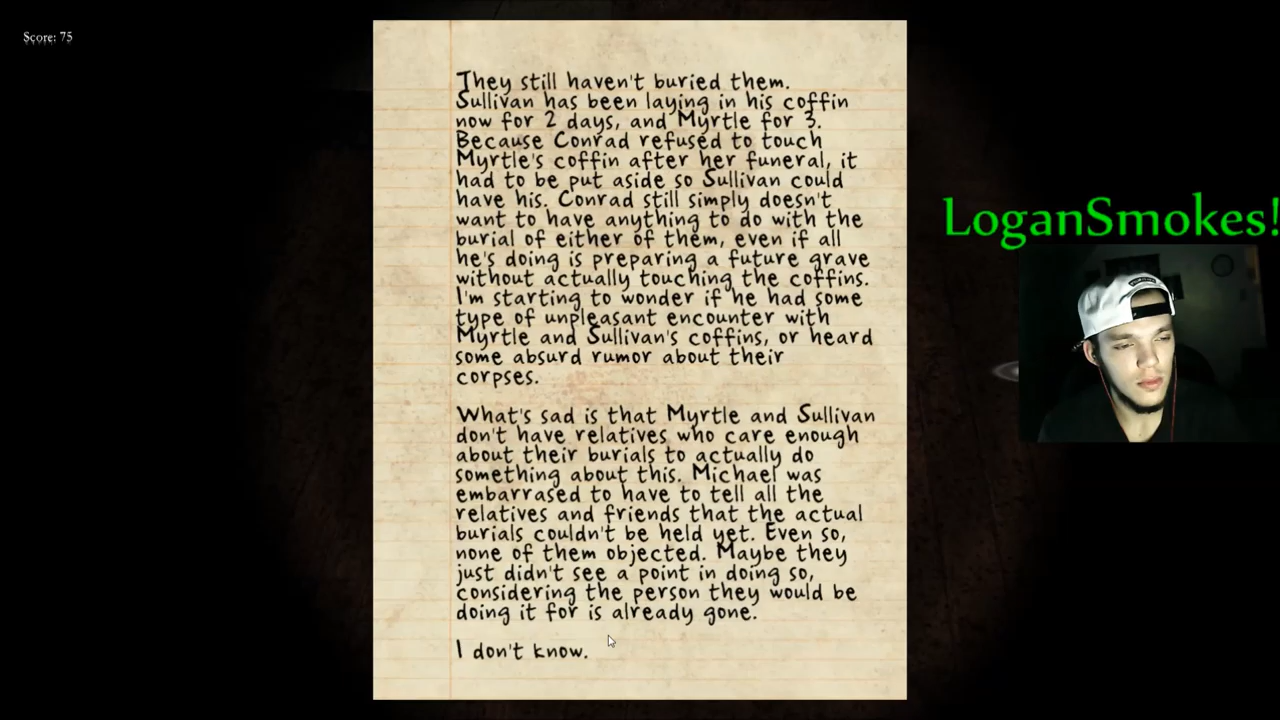 Score: 75
They still haven't buried them.
Sullivan has been laying in his coffin
now for 2 days, and Myrtle for 3.
Because Conrad refused to touch
Myrtle's coffin after her funeral, it
had to be put aside so Sullivan could
have his. Conrad still simply doesn't
want to have anything to do with the
burial of either of them, even if all
he's doing is preparing a future grave
without actually touching the coffins.
I'm starting to wonder if he had some
type of unpleasant encounter with
Myrtle and Sullivan's coffins, or heard
some absurd rumor about their
corpses.
What's sad is that Myrtle and Sullivan
don't have relatives who care enough
about their burials to actually do
something about this. Michael was
embarrased to have to tell all the
relatives and friends that the actual
burials couldn't be held yet. Even so,
none of them objected. Maybe they
just didn't see a point in doing so,
considering the person they would be
doing it for is already gone.
I don't know.
LoganSmokes!